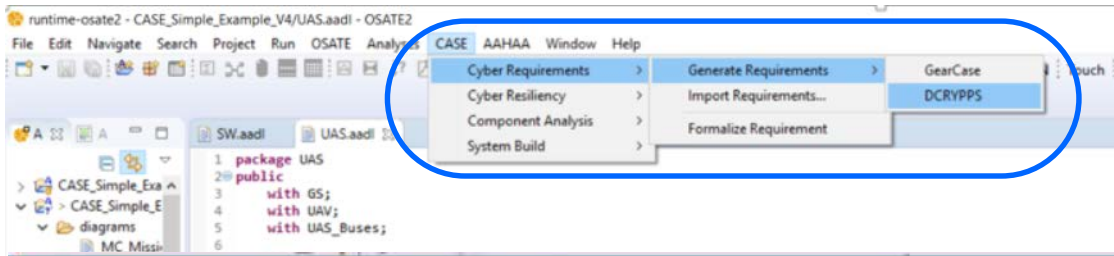 runtime-osate2 - CASE_Simple_Example_V4/UAS.aadl - OSATE2
File Edit Navigate Search Project Run OSATE Analyses CASE AAHAA Window Help
Cyber Requirements > Generate Requirements > GearCase Touch
Cyber Resiliency > Import Requirements... DCRYPPS
Component Analysis > Formalize Requirement
System Build >
A A SW.aadl UAS.aadl
1 package UAS
2 public
3 with GS;
4 with UAV;
5 with UAS_Buses;
6
> CASE_Simple_Exa
> CASE_Simple_E
diagrams
MC_Missi